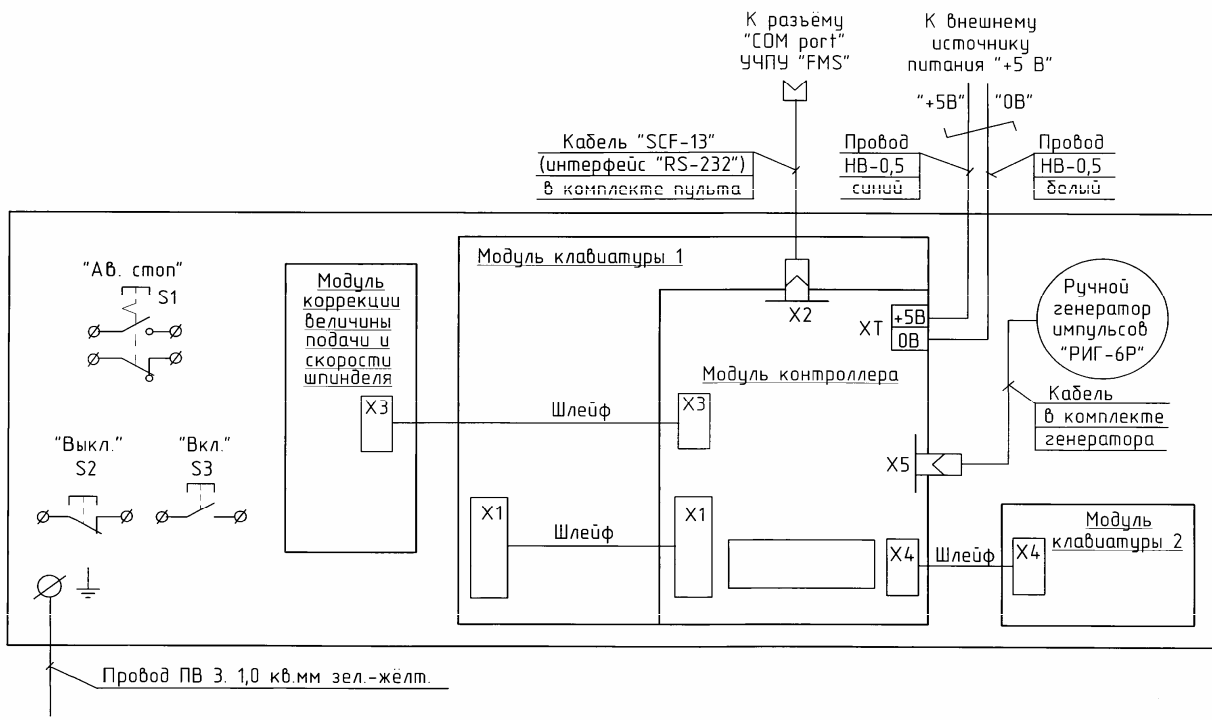 К разъёму
"COM port"
УЧПУ "FMS"
К внешнему
источнику
питания "+5 В"
"+5В"
"0В"
Кабель "SCF-13"
(интерфейс "RS-232")
в комплекте пульта
Провод
НВ-0,5
синий
Провод
НВ-0,5
белый
"Ав. стоп"
S1
Модуль
коррекции
величины
подачи и
скорости
шпинделя
X3
Модуль клавиатуры 1
X2
XT
+5В
0В
Ручной
генератор
импульсов
"РИГ-6Р"
Модуль контроллера
Шлейф
X3
Кабель
в комплекте
генератора
"Выкл."
S2
"Вкл."
S3
X5
X1
Шлейф
X1
X4
Шлейф
X4
Модуль
клавиатуры 2
Провод ПВ 3. 1,0 кв.мм зел.-жёлт.